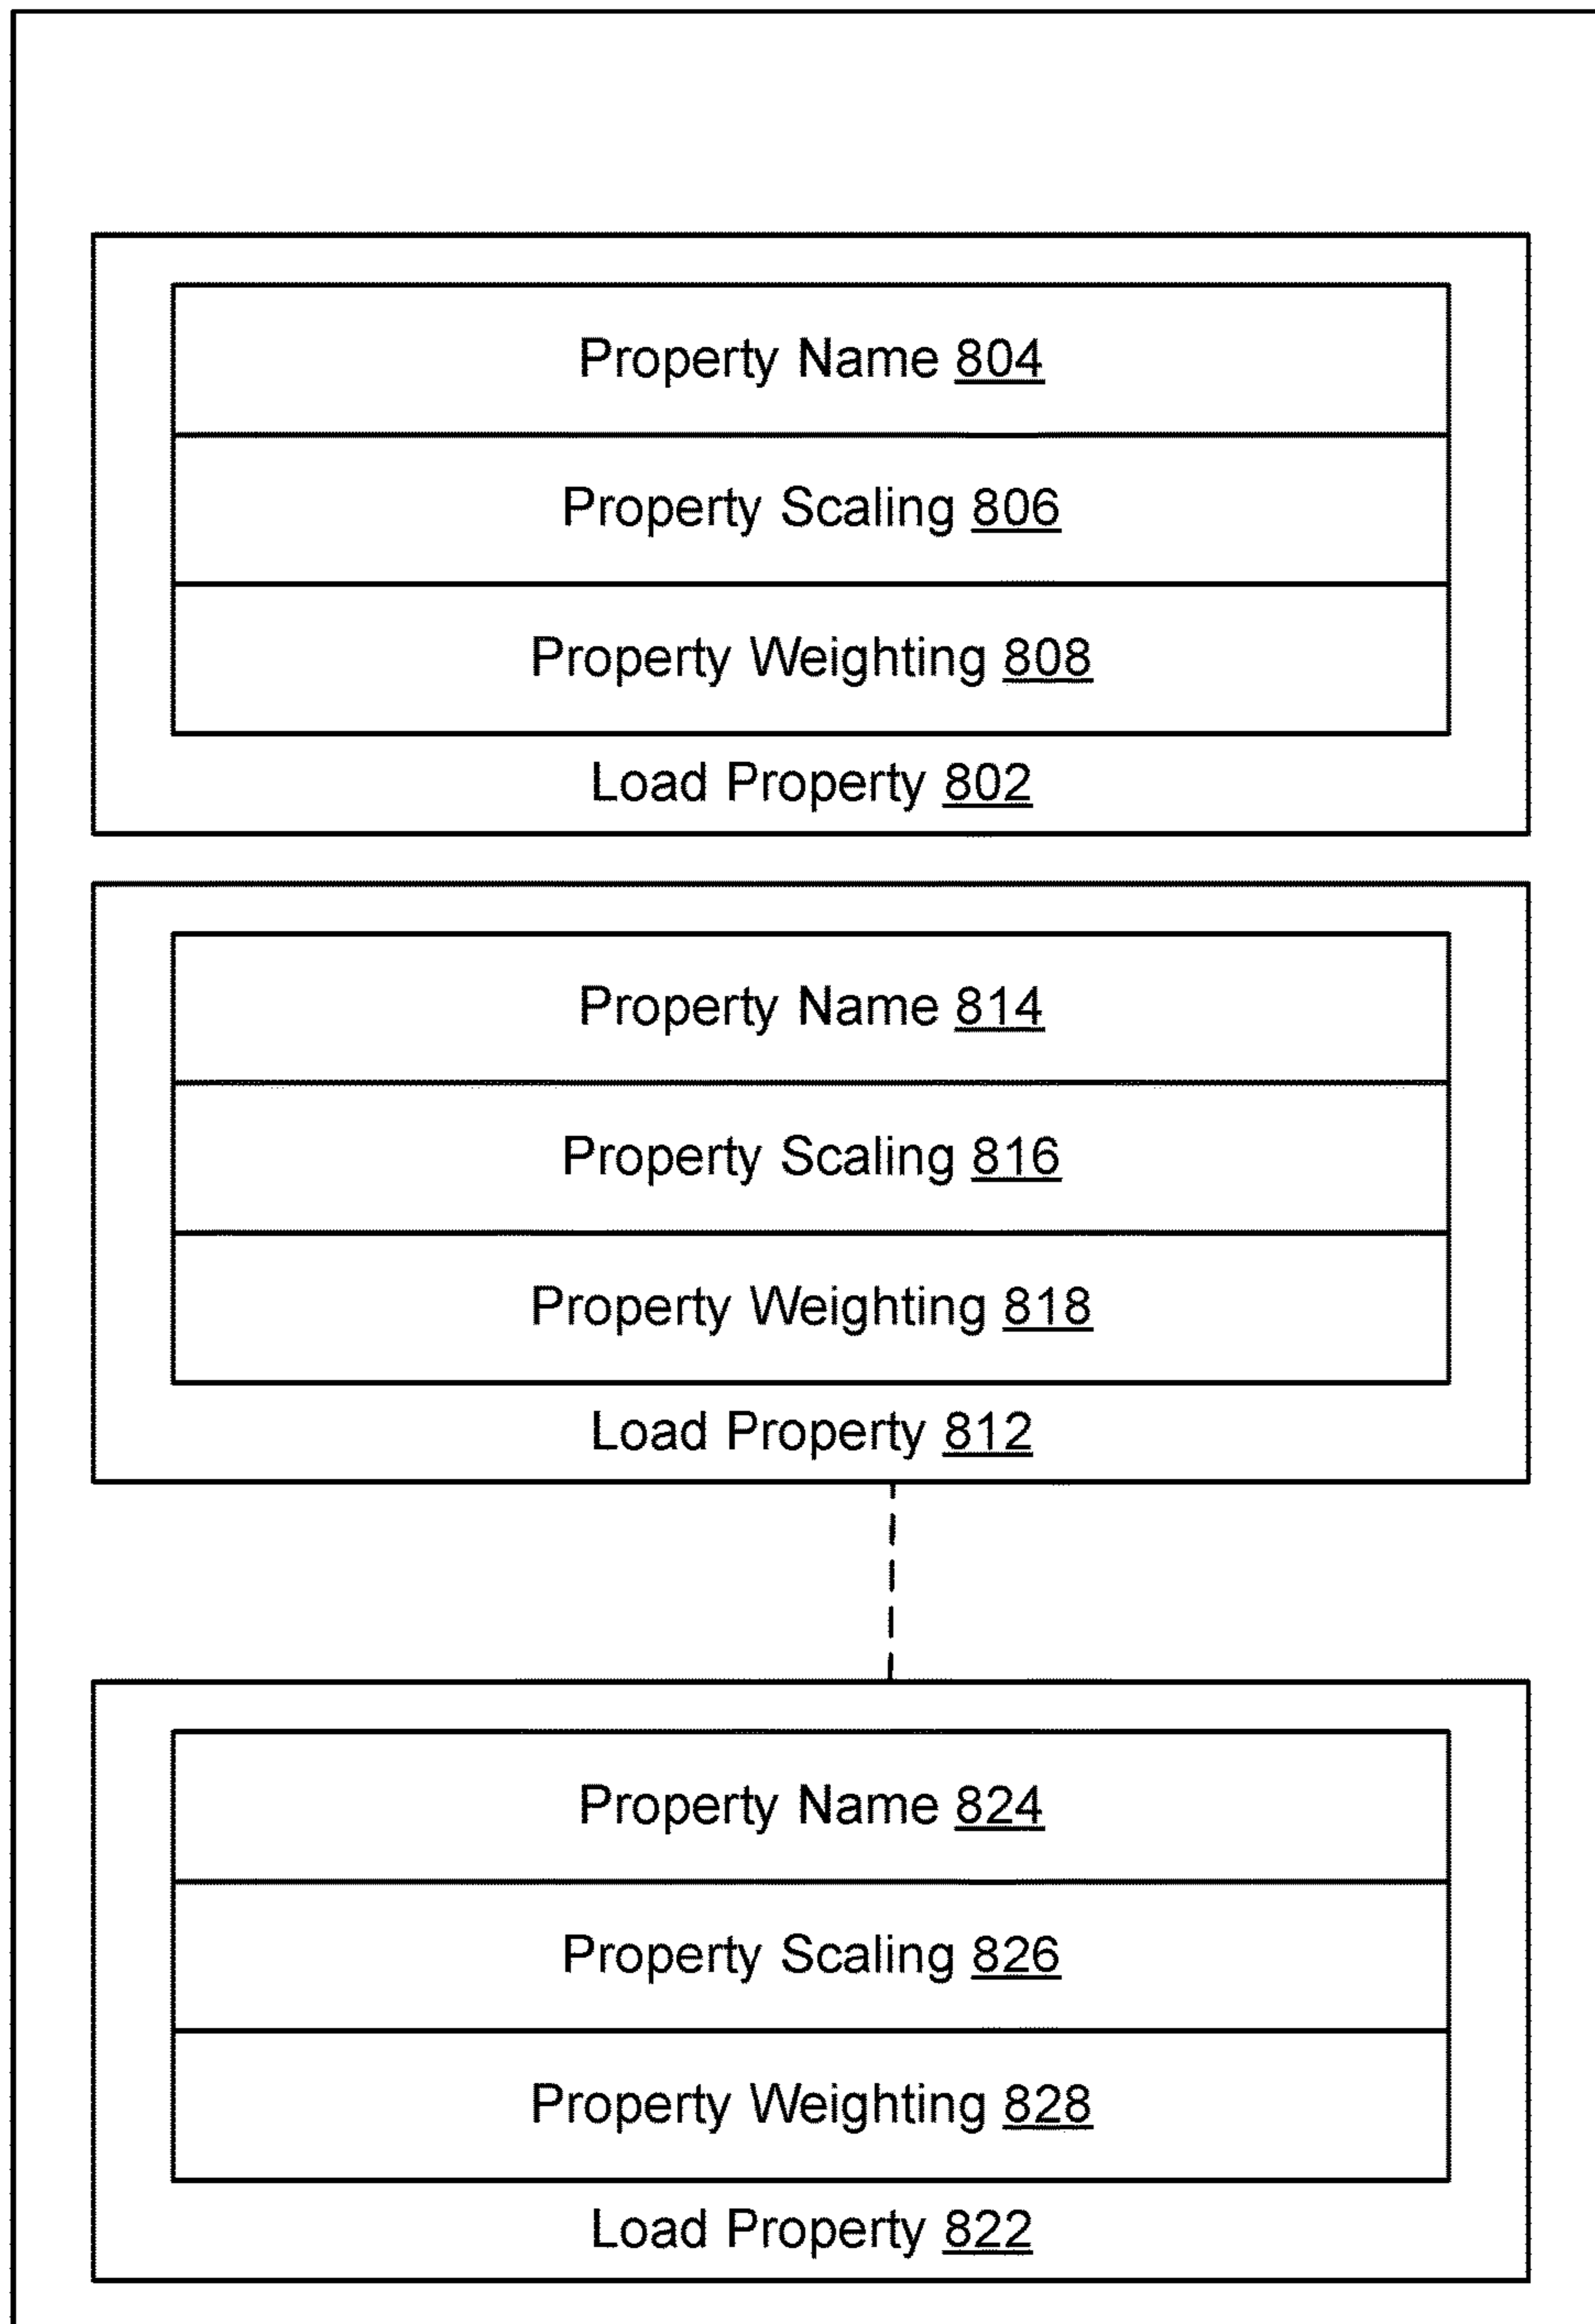 Property Name 804
Property Scaling 806
Property Weighting 808
Load Property 802
Property Name 814
Property Scaling 816
Property Weighting 818
Load Property 812
Property Name 824
Property Scaling 826
Property Weighting 828
Load Property 822